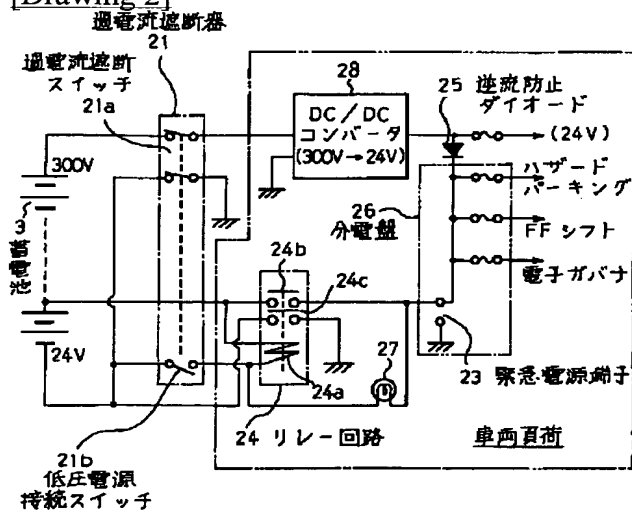 [Drawing 2]
過電流遮断器
21
過電流遮断
スイッチ
21a
300V
3
蓄電装置
24V
21b
低圧電源
接続スイッチ
28
DC/DC
コンバータ
(300V→24V)
25 逆流防止
ダイオード
(24V)
ハザード
パーキング
26
分電盤
FF シフト
電子ガバナ
24b
24c
24a
27
23 緊急電源端子
24 リレー回路
車両負荷